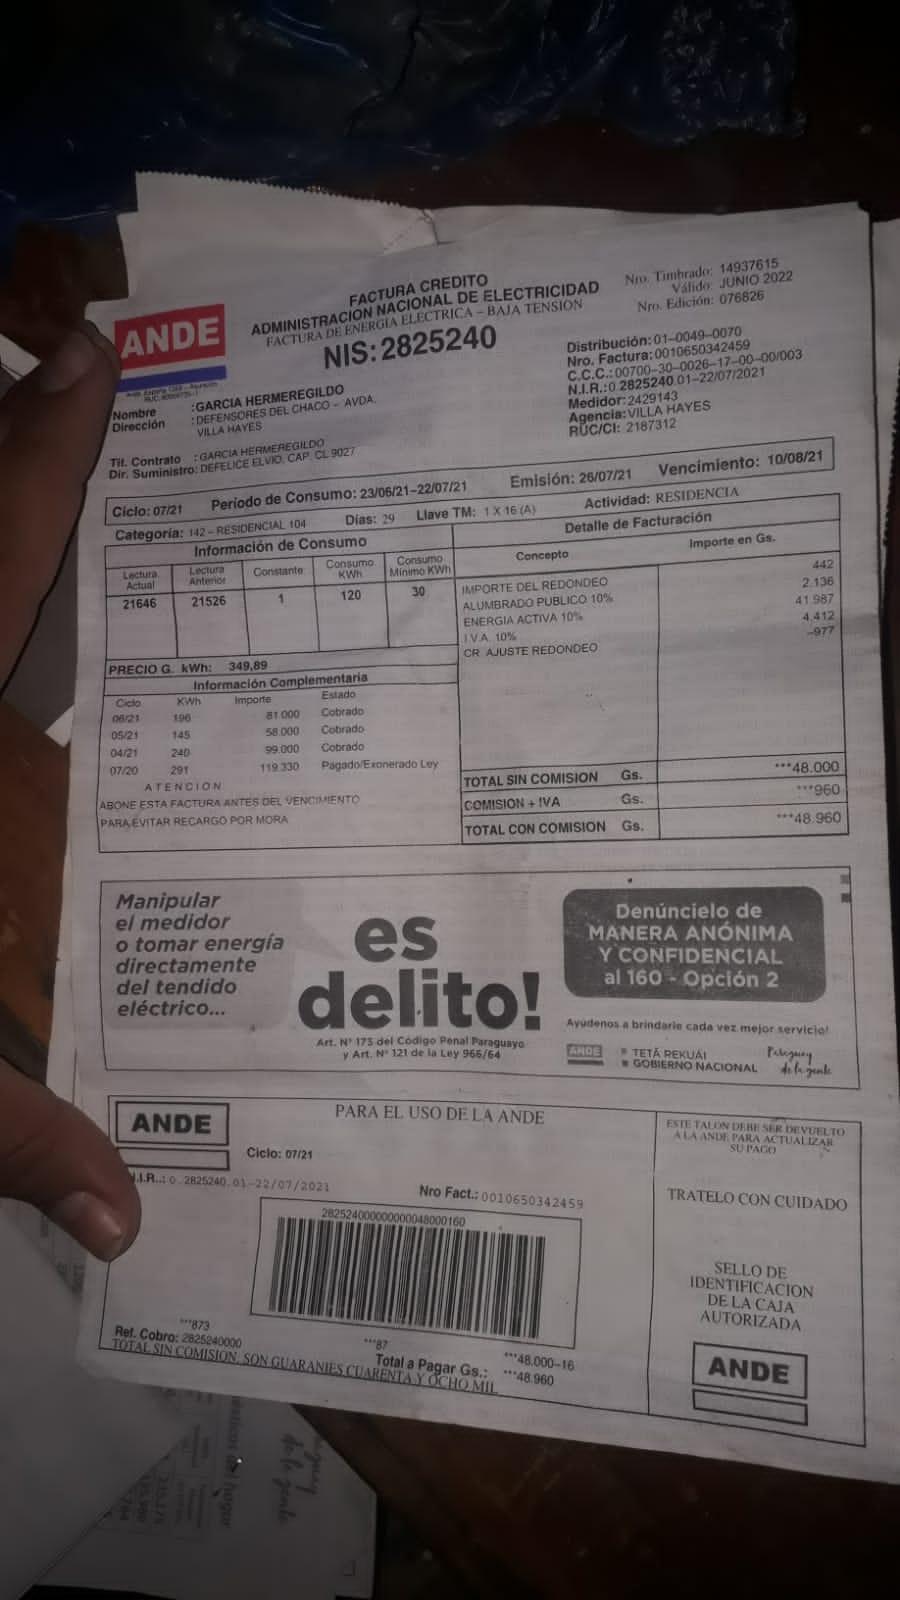 FACTURA CREDITO
ADMINISTRACION NACIONAL DE ELECTRICIDAD
FACTURA DE ENERGIA ELECTRICA – BAJA TENSION
NIS: 2825240
Nro. Timbrado: 14937615
Válido: JUNIO 2022
Nro. Edición: 076826
ANDE
Distribución: 01-0049-0070
Nro. Factura: 0010650342459
C.C.C.: 00700-30-0026-17-00-00/003
N.I.R.: 0 2825240.01-22/07/2021
Medidor: 2429143
Agencia: VILLA HAYES
RUC/CI: 2187312
Nombre :GARCIA HERMEREGILDO
Dirección :DEFENSORES DEL CHACO – AVDA.
VILLA HAYES
Tit. Contrato :GARCIA HERMEREGILDO
Dir. Suministro: DEFELICE ELVIO, CAP. CL 9027
Ciclo: 07/21 Período de Consumo: 23/06/21-22/07/21 Emisión: 26/07/21 Vencimiento: 10/08/21
Categoría: 142 – RESIDENCIAL 104 Días: 29 Llave TM: 1 X 16 (A) Actividad: RESIDENCIA
Información de Consumo
Lectura Actual Lectura Anterior Constante Consumo KWh Consumo Mínimo KWh
21646 21526 1 120 30
PRECIO G. kWh: 349,89
Información Complementaria
Ciclo KWh Importe Estado
06/21 196 81.000 Cobrado
05/21 145 58.000 Cobrado
04/21 240 99.000 Cobrado
07/20 291 119.330 Pagado/Exonerado Ley
ATENCION
ABONE ESTA FACTURA ANTES DEL VENCIMIENTO
PARA EVITAR RECARGO POR MORA
Detalle de Facturación
Concepto Importe en Gs.
IMPORTE DEL REDONDEO 442
ALUMBRADO PUBLICO 10% 2.136
ENERGIA ACTIVA 10% 41.987
I.V.A. 10% 4.412
CR. AJUSTE REDONDEO -977
TOTAL SIN COMISION Gs. ***48.000
COMISION + IVA Gs. ***960
TOTAL CON COMISION Gs. ***48.960
Manipular
el medidor
o tomar energía
directamente
del tendido
eléctrico...
es
delito!
Art. N° 173 del Código Penal Paraguayo
y Art. N° 121 de la Ley 966/64
Denúncielo de
MANERA ANÓNIMA
Y CONFIDENCIAL
al 160 - Opción 2
Ayúdenos a brindarle cada vez mejor servicio!
ANDE
TETÃ REKUÁI
GOBIERNO NACIONAL
Paraguay
de la gente
ANDE
PARA EL USO DE LA ANDE
Ciclo: 07/21
N.I.R.: 0.2825240.01-22/07/2021
Nro Fact.: 0010650342459
282524000000000048000160
***873
Ref. Cobro: 2825240000
***87
***48.000-16
Total a Pagar Gs.: ***48.960
TOTAL SIN COMISION, SON GUARANIES CUARENTA Y OCHO MIL
ESTE TALON DEBE SER DEVUELTO
A LA ANDE PARA ACTUALIZAR
SU PAGO
TRATELO CON CUIDADO
SELLO DE
IDENTIFICACION
DE LA CAJA
AUTORIZADA
ANDE
Paraguay
de la gente